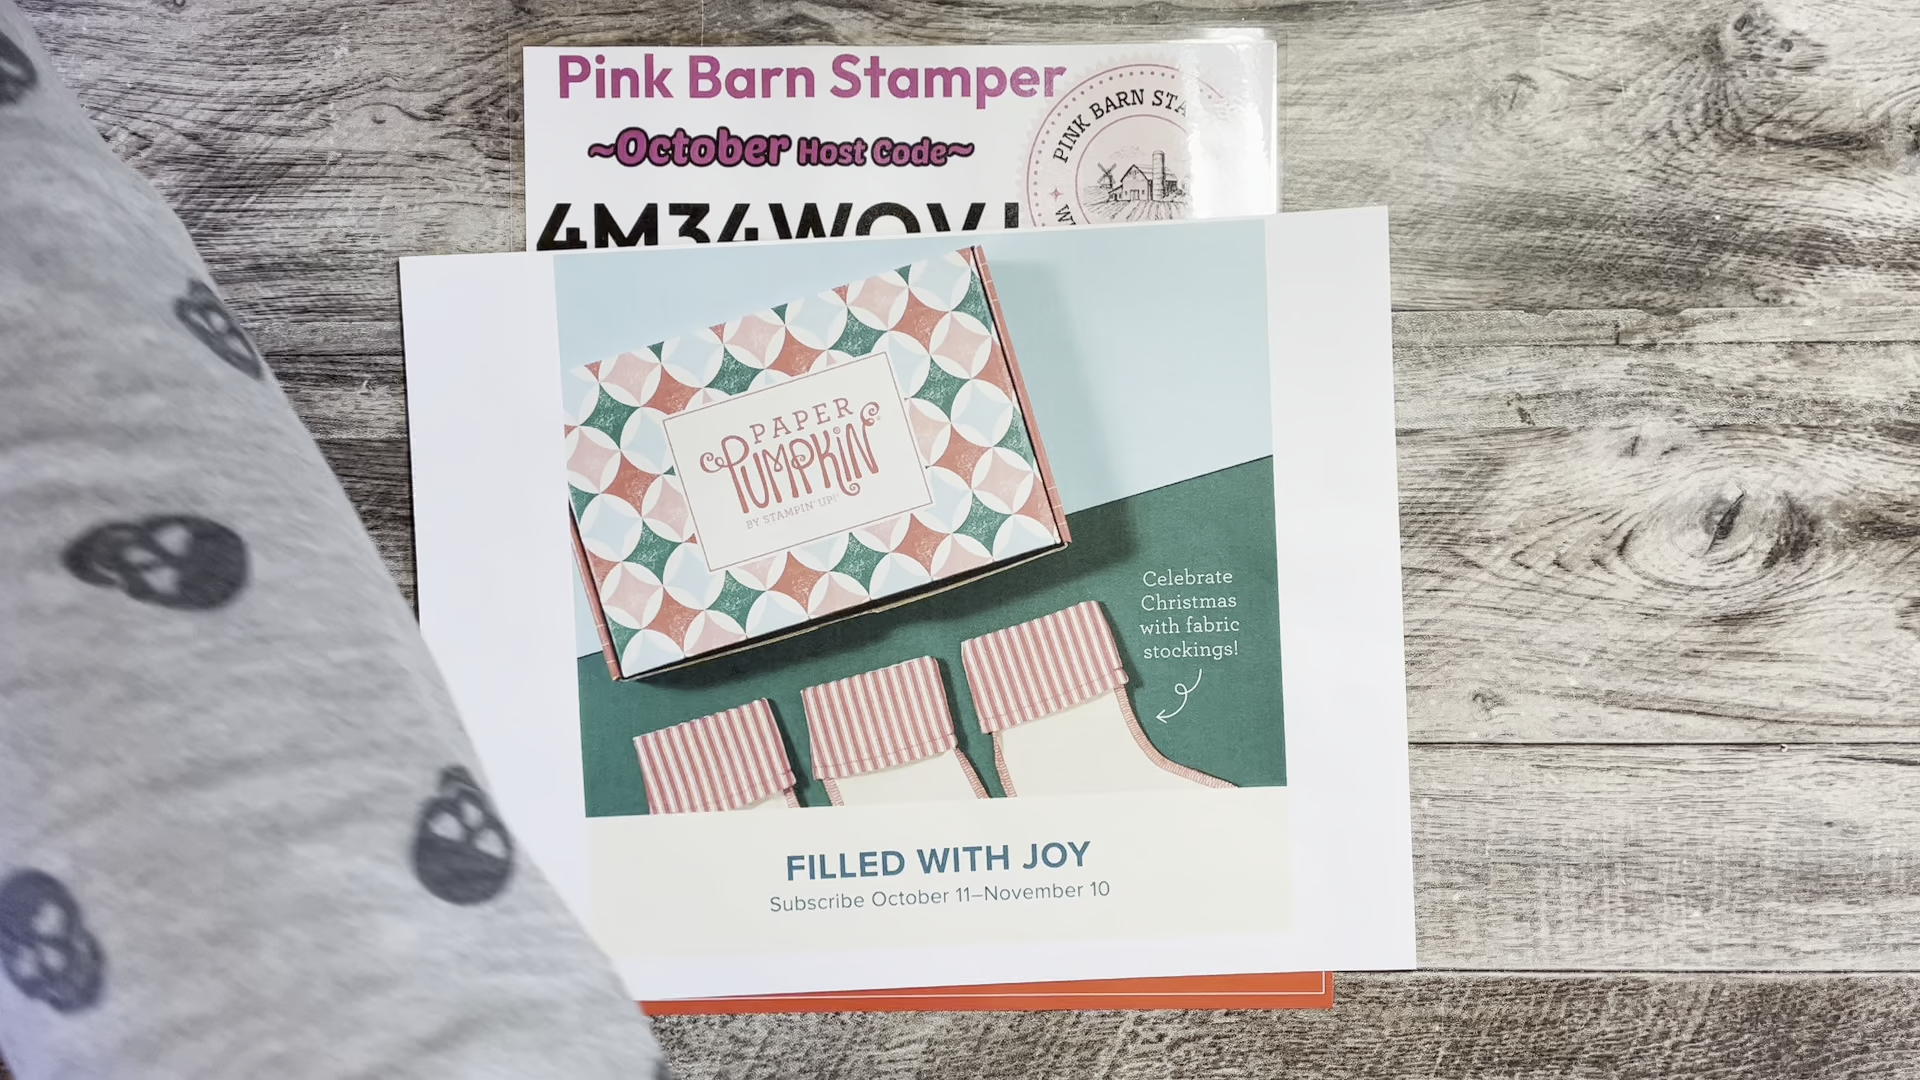 Pink Barn Stamper
~October Host Code~
PINK BARN
PAPER
PUMPKIN
BY STAMPIN' UP!
Celebrate
Christmas
with fabric
stockings!
FILLED WITH JOY
Subscribe October 11–November 10